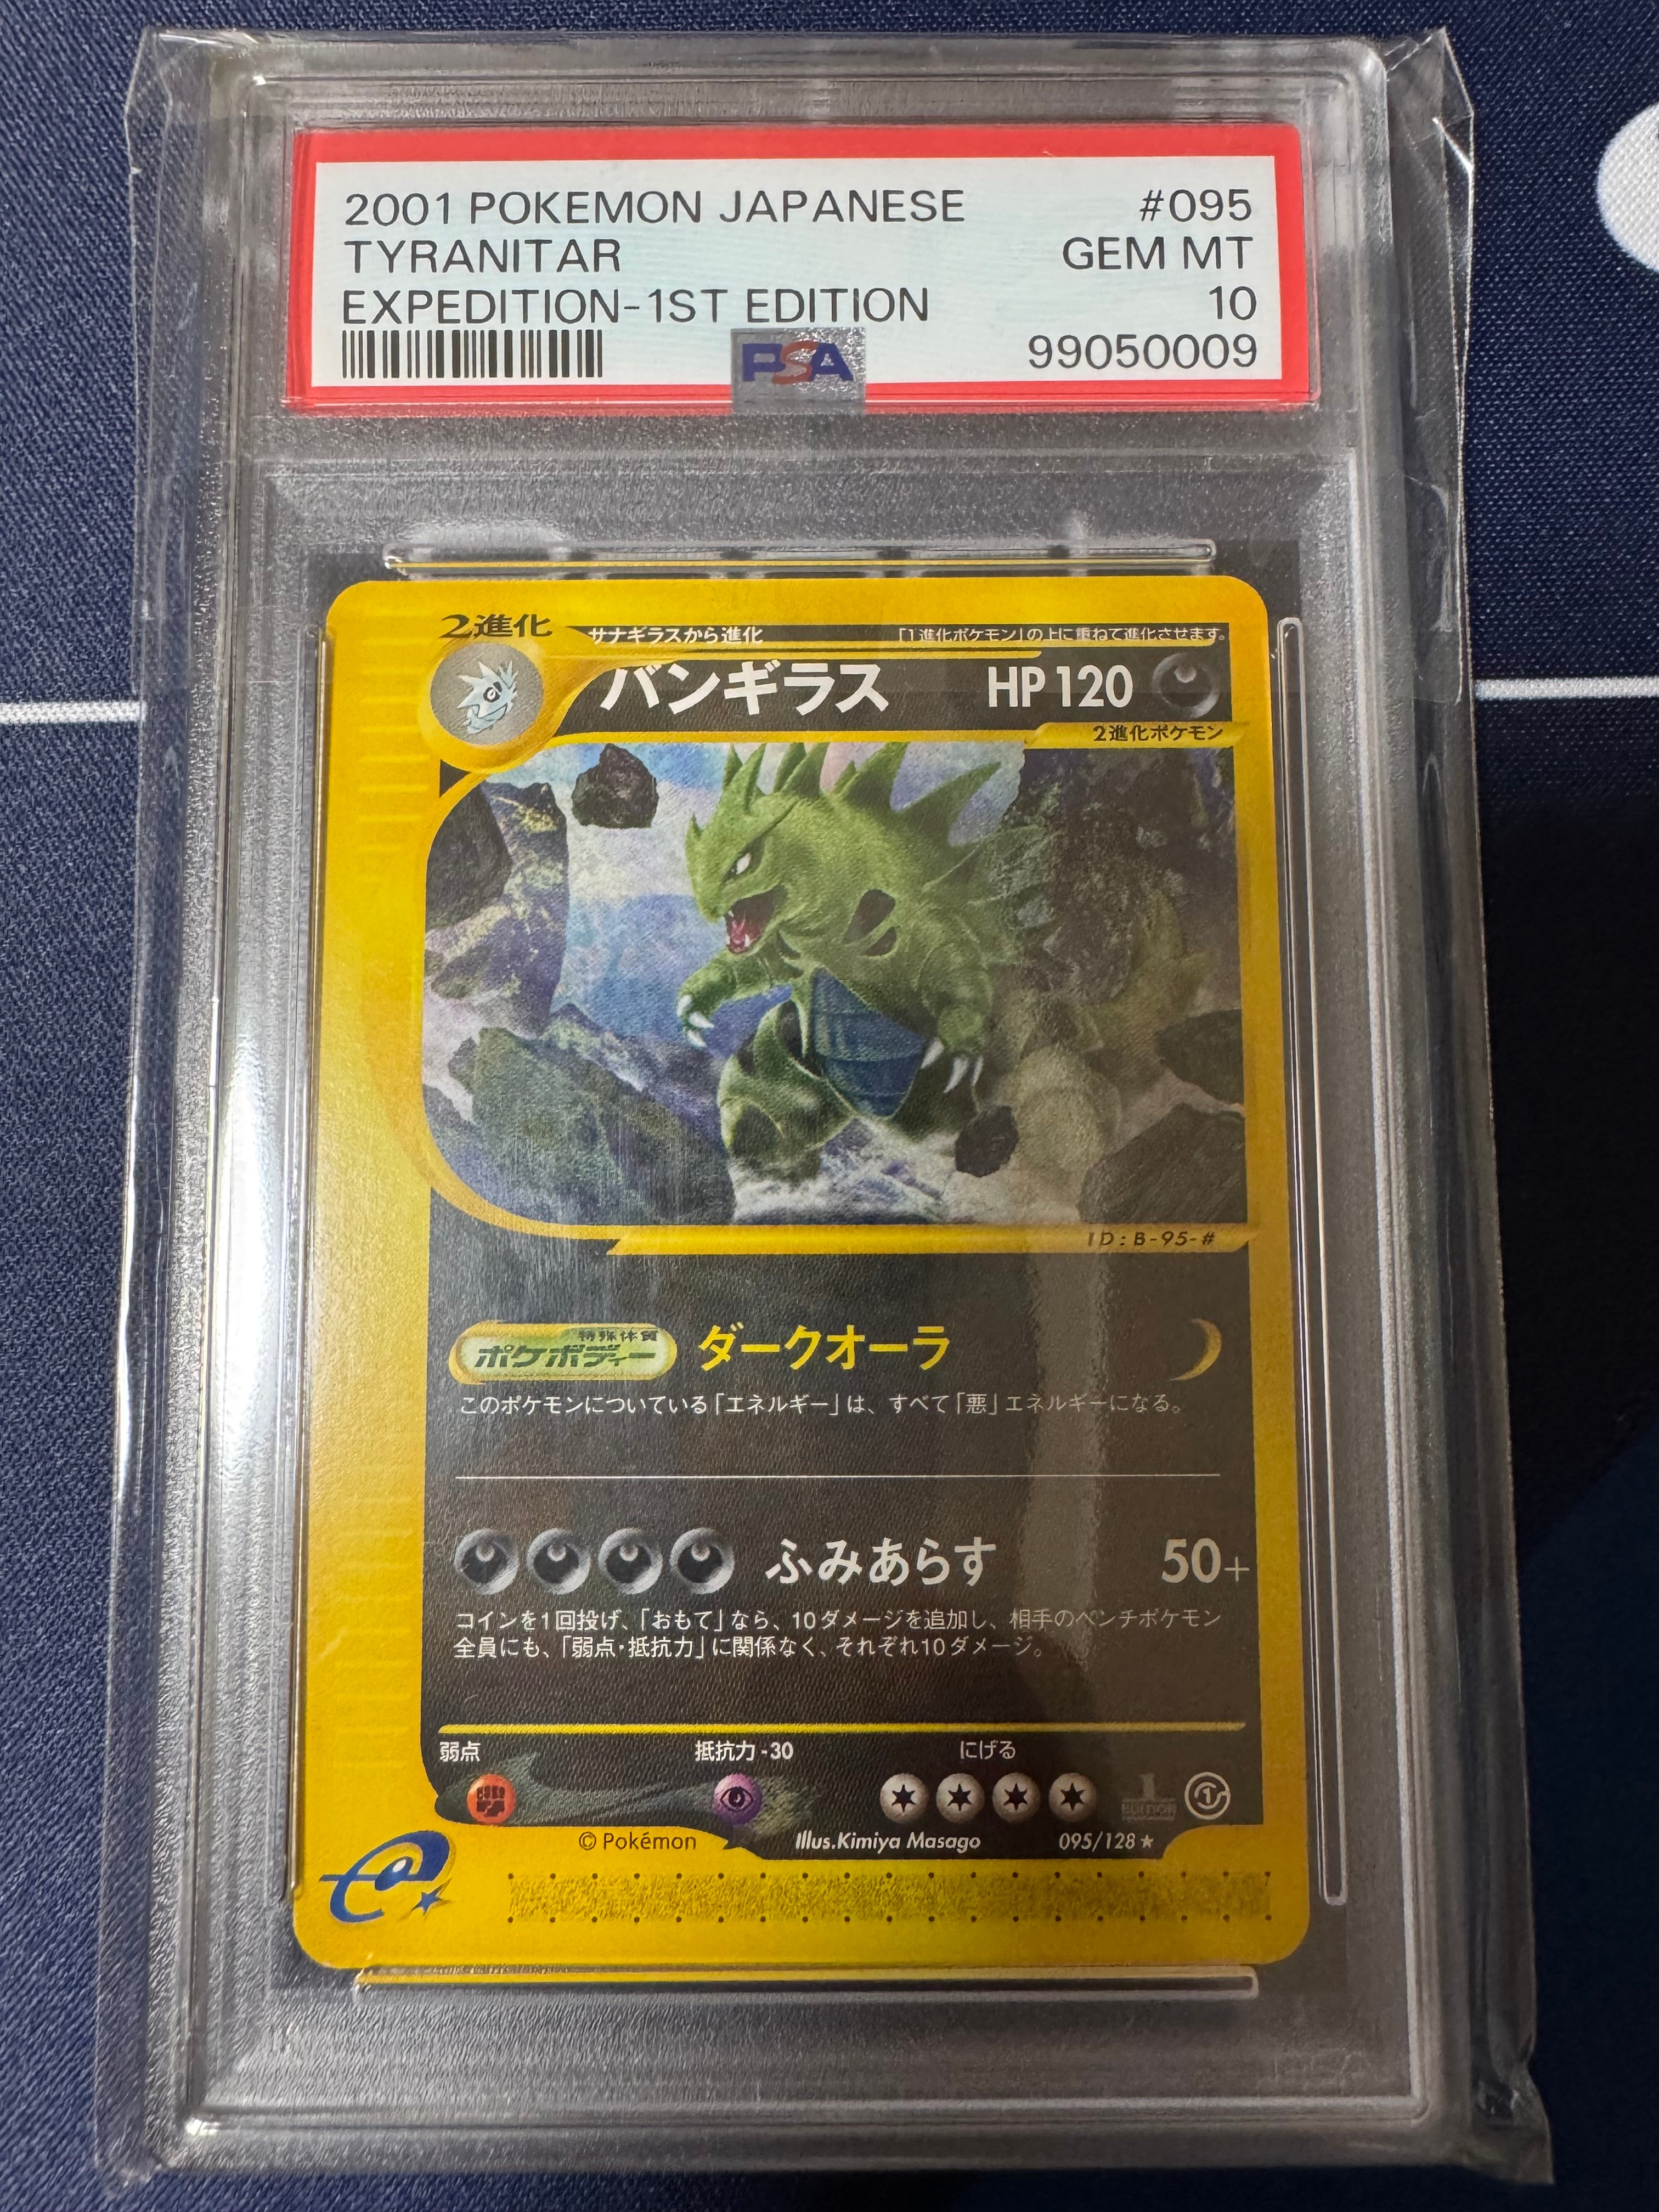 2001 POKEMON JAPANESE #095
TYRANITAR GEM MT
EXPEDITION-1ST EDITION 10
PSA 99050009
2進化 サナギラスから進化 「1進化ポケモン」の上に重ねて進化させます。
バンギラス HP120
2進化ポケモン
ID:B-95-#
特殊体質
ポケボディー ダークオーラ
このポケモンについている「エネルギー」は、すべて「悪」エネルギーになる。
ふみあらす 50+
コインを1回投げ、「おもて」なら、10ダメージを追加し、相手のベンチポケモン
全員にも、「弱点・抵抗力」に関係なく、それぞれ10ダメージ。
弱点 抵抗力-30 にげる
1 EDITION 1
© Pokémon Illus.Kimiya Masago 095/128★
e